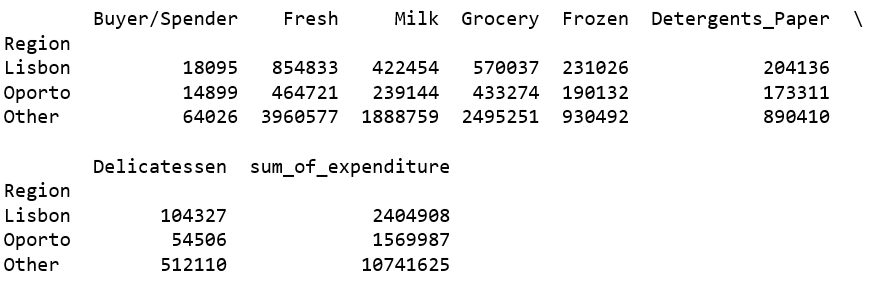 Buyer/Spender Fresh Milk Grocery Frozen Detergents_Paper \
Region
Lisbon 18095 854833 422454 570037 231026 204136
Oporto 14899 464721 239144 433274 190132 173311
Other 64026 3960577 1888759 2495251 930492 890410
Delicatessen sum_of_expenditure
Region
Lisbon 104327 2404908
Oporto 54506 1569987
Other 512110 10741625